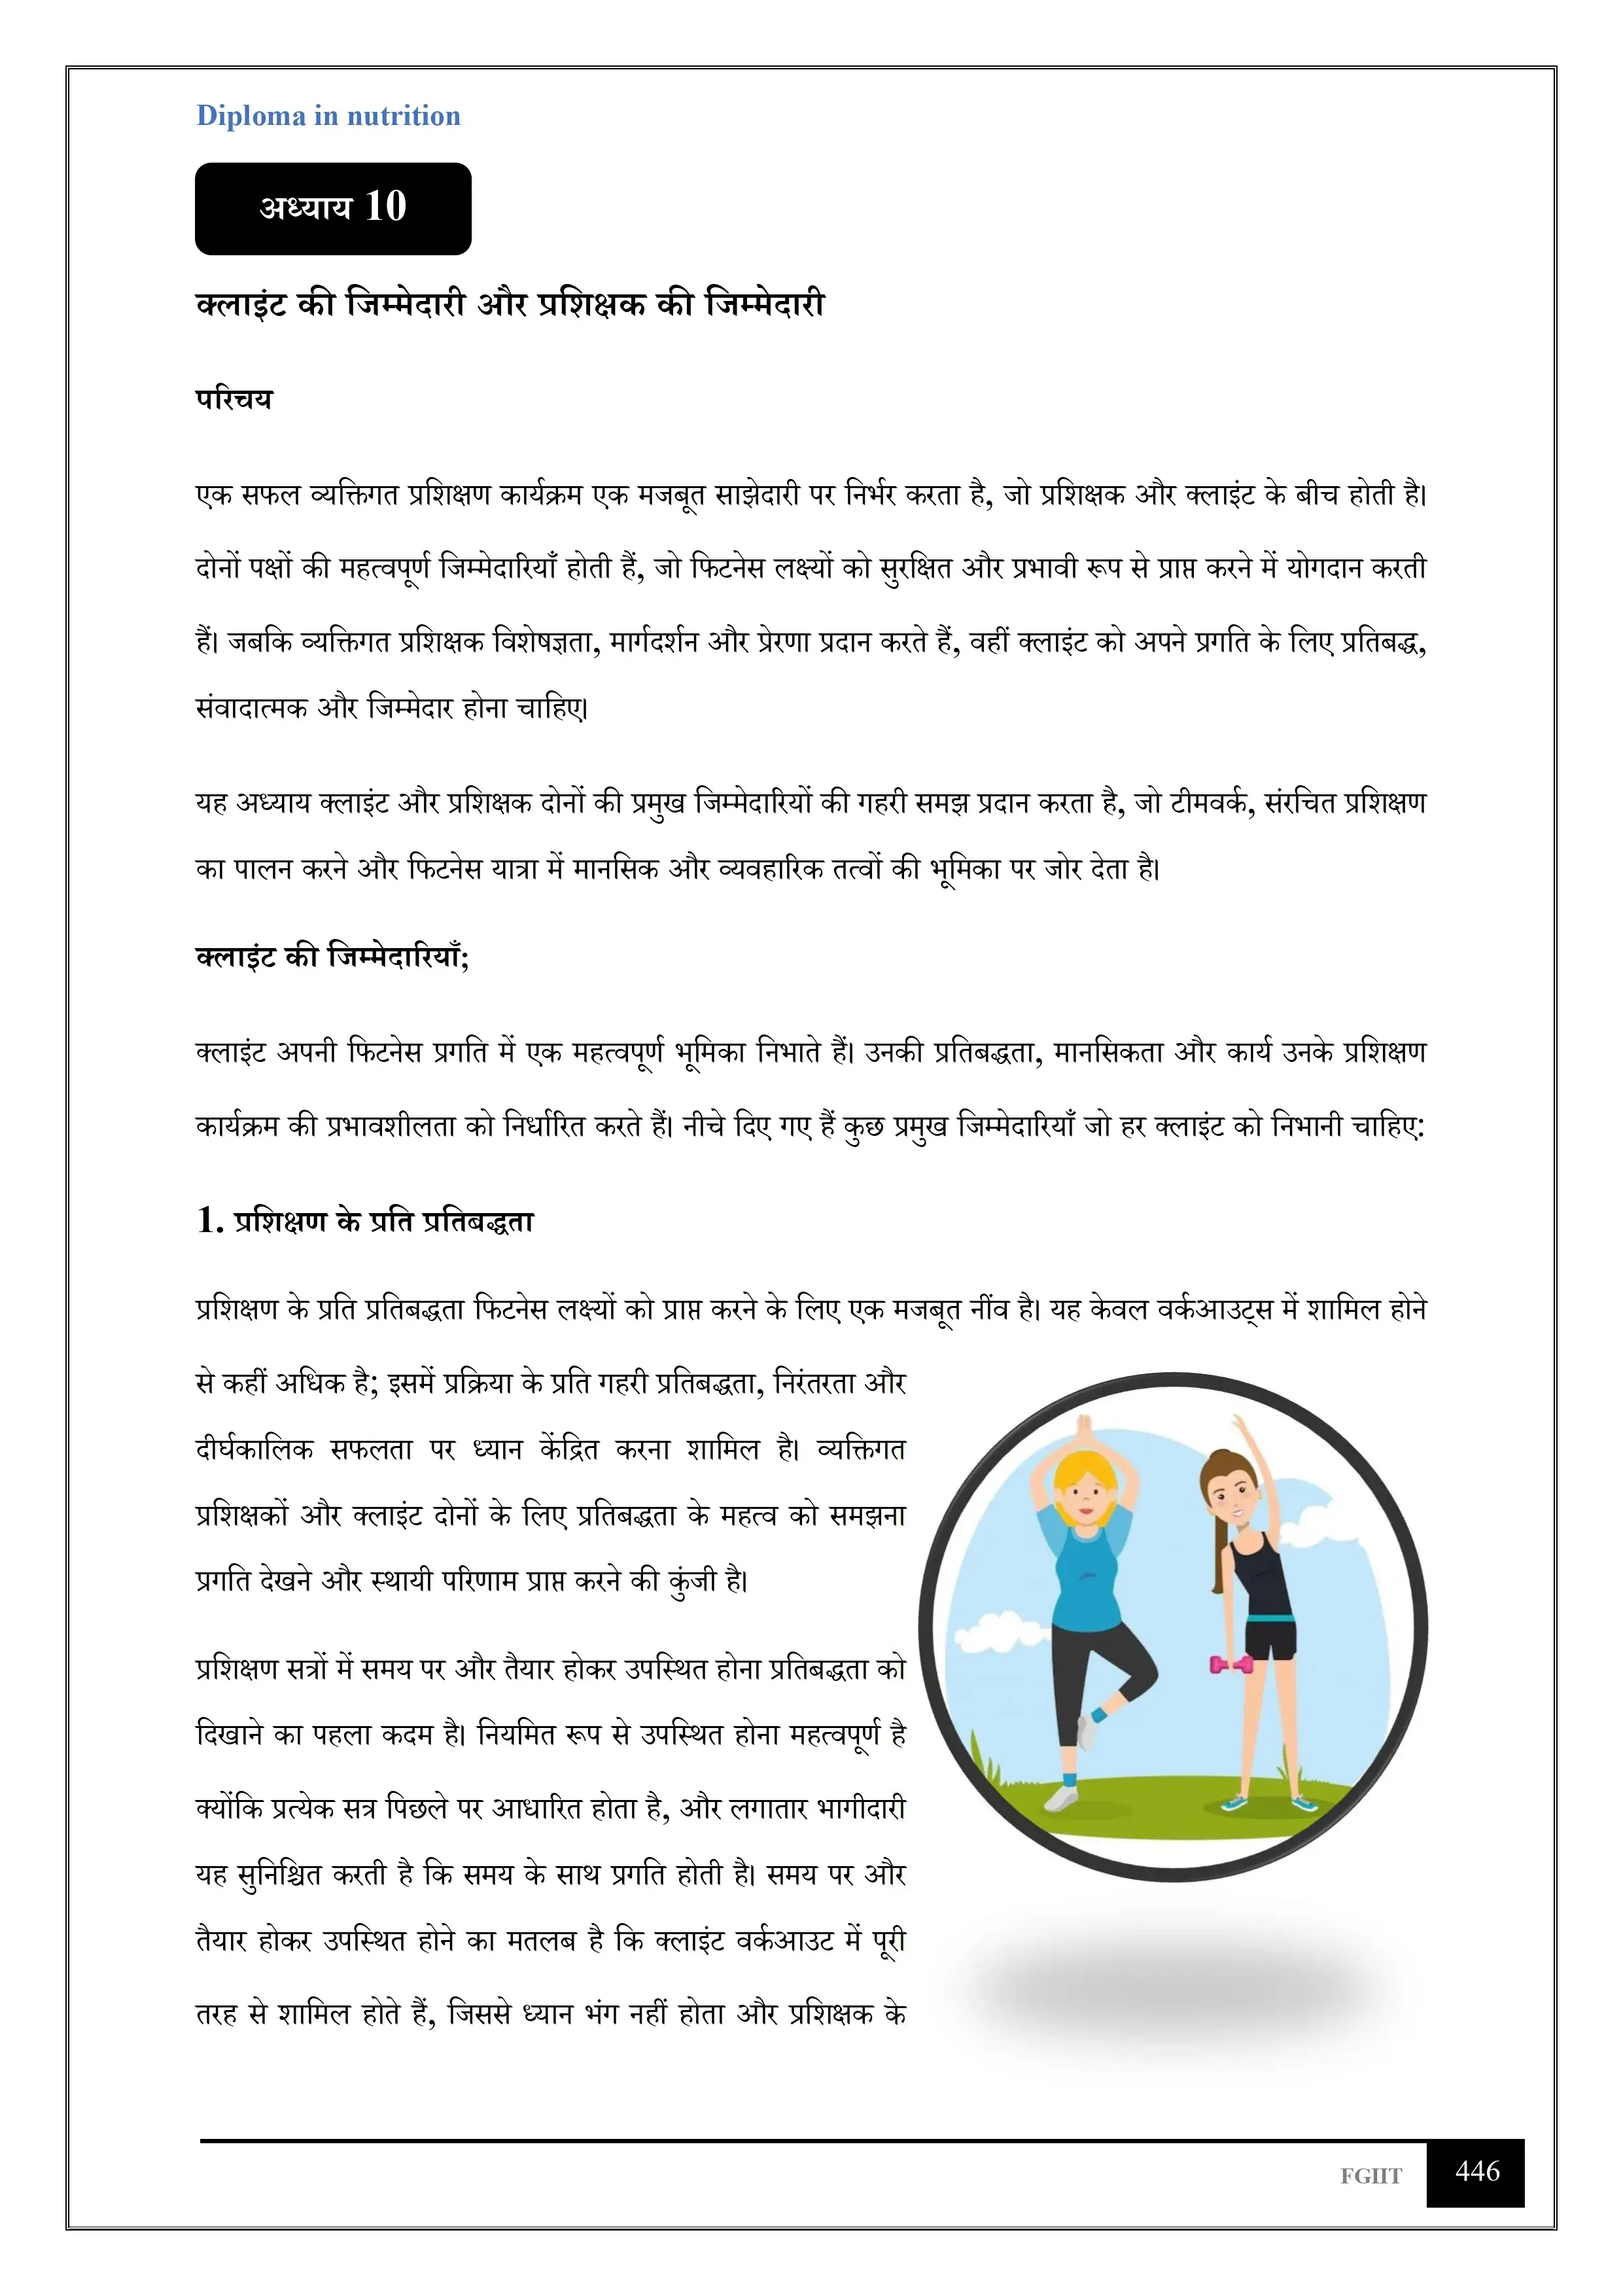 Diploma in nutrition
अध्याय 10
क्लाइंट की जिम्मेदारी और प्रशिक्षक की जिम्मेदारी
परिचय
एक सफल व्यक्तिगत प्रशिक्षण कार्यक्रम एक मजबूत साझेदारी पर निर्भर करता है, जो प्रशिक्षक और क्लाइंट के बीच होती है।
दोनों पक्षों की महत्वपूर्ण जिम्मेदारियाँ होती हैं, जो फिटनेस लक्ष्यों को सुरक्षित और प्रभावी रूप से प्राप्त करने में योगदान करती
हैं। जबकि व्यक्तिगत प्रशिक्षक विशेषज्ञता, मार्गदर्शन और प्रेरणा प्रदान करते हैं, वहीं क्लाइंट को अपने प्रगति के लिए प्रतिबद्ध,
संवादात्मक और जिम्मेदार होना चाहिए।
यह अध्याय क्लाइंट और प्रशिक्षक दोनों की प्रमुख जिम्मेदारियों की गहरी समझ प्रदान करता है, जो टीमवर्क, संरचित प्रशिक्षण
का पालन करने और फिटनेस यात्रा में मानसिक और व्यवहारिक तत्वों की भूमिका पर जोर देता है।
क्लाइंट की जिम्मेदारियाँ;
क्लाइंट अपनी फिटनेस प्रगति में एक महत्वपूर्ण भूमिका निभाते हैं। उनकी प्रतिबद्धता, मानसिकता और कार्य उनके प्रशिक्षण
कार्यक्रम की प्रभावशीलता को निर्धारित करते हैं। नीचे दिए गए हैं कुछ प्रमुख जिम्मेदारियाँ जो हर क्लाइंट को निभानी चाहिए:
1. प्रशिक्षण के प्रति प्रतिबद्धता
प्रशिक्षण के प्रति प्रतिबद्धता फिटनेस लक्ष्यों को प्राप्त करने के लिए एक मजबूत नींव है। यह केवल वर्कआउट्स में शामिल होने
से कहीं अधिक है; इसमें प्रक्रिया के प्रति गहरी प्रतिबद्धता, निरंतरता और
दीर्घकालिक सफलता पर ध्यान केंद्रित करना शामिल है। व्यक्तिगत
प्रशिक्षकों और क्लाइंट दोनों के लिए प्रतिबद्धता के महत्व को समझना
प्रगति देखने और स्थायी परिणाम प्राप्त करने की कुंजी है।
प्रशिक्षण सत्रों में समय पर और तैयार होकर उपस्थित होना प्रतिबद्धता को
दिखाने का पहला कदम है। नियमित रूप से उपस्थित होना महत्वपूर्ण है
क्योंकि प्रत्येक सत्र पिछले पर आधारित होता है, और लगातार भागीदारी
यह सुनिश्चित करती है कि समय के साथ प्रगति होती है। समय पर और
तैयार होकर उपस्थित होने का मतलब है कि क्लाइंट वर्कआउट में पूरी
तरह से शामिल होते हैं, जिससे ध्यान भंग नहीं होता और प्रशिक्षक के
FGIIT
446